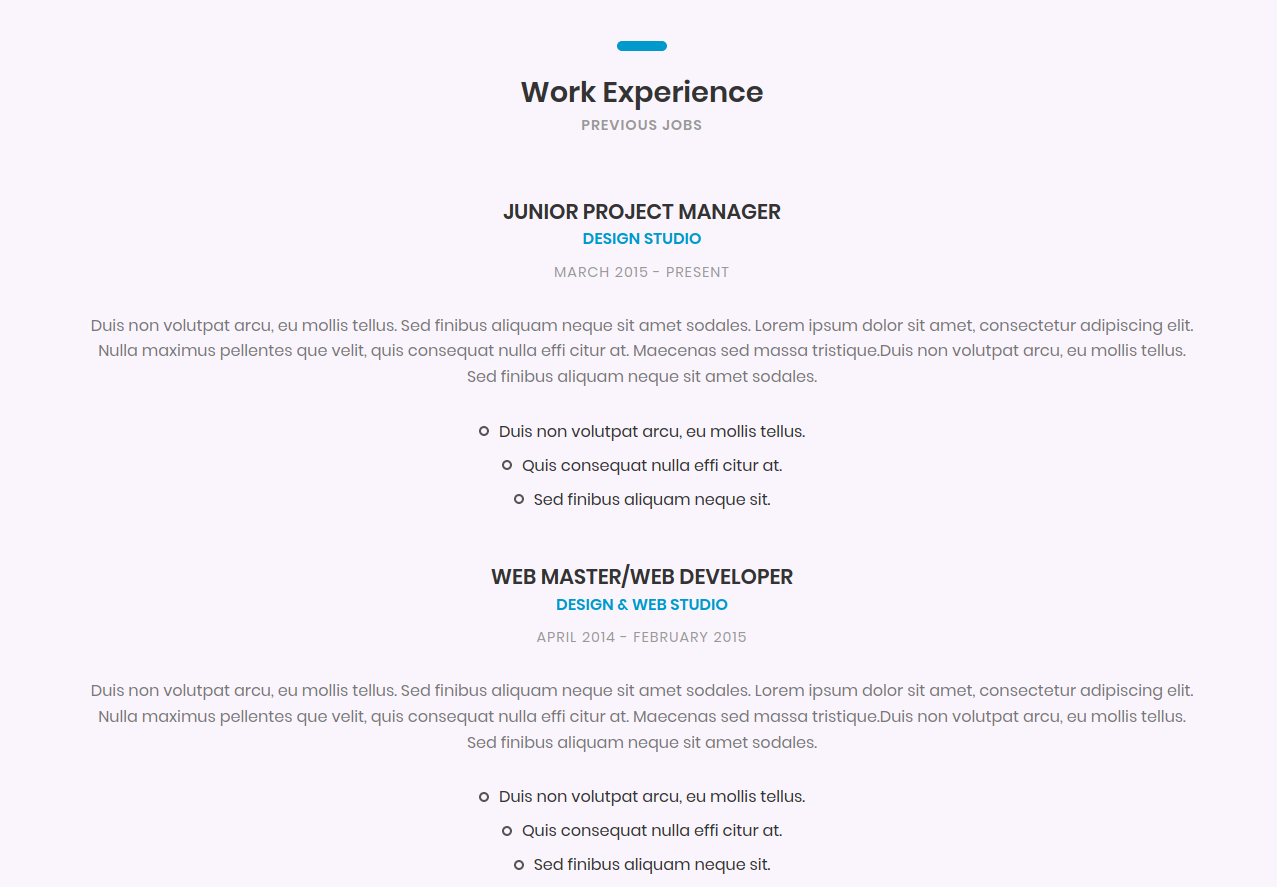 Work Experience
PREVIOUS JOBS
JUNIOR PROJECT MANAGER
DESIGN STUDIO
MARCH 2015 - PRESENT
Duis non volutpat arcu, eu mollis tellus. Sed finibus aliquam neque sit amet sodales. Lorem ipsum dolor sit amet, consectetur adipiscing elit.
Nulla maximus pellentes que velit, quis consequat nulla effi citur at. Maecenas sed massa tristique.Duis non volutpat arcu, eu mollis tellus.
Sed finibus aliquam neque sit amet sodales.
Duis non volutpat arcu, eu mollis tellus.
Quis consequat nulla effi citur at.
Sed finibus aliquam neque sit.
WEB MASTER/WEB DEVELOPER
DESIGN & WEB STUDIO
APRIL 2014 - FEBRUARY 2015
Duis non volutpat arcu, eu mollis tellus. Sed finibus aliquam neque sit amet sodales. Lorem ipsum dolor sit amet, consectetur adipiscing elit.
Nulla maximus pellentes que velit, quis consequat nulla effi citur at. Maecenas sed massa tristique.Duis non volutpat arcu, eu mollis tellus.
Sed finibus aliquam neque sit amet sodales.
Duis non volutpat arcu, eu mollis tellus.
Quis consequat nulla effi citur at.
Sed finibus aliquam neque sit.